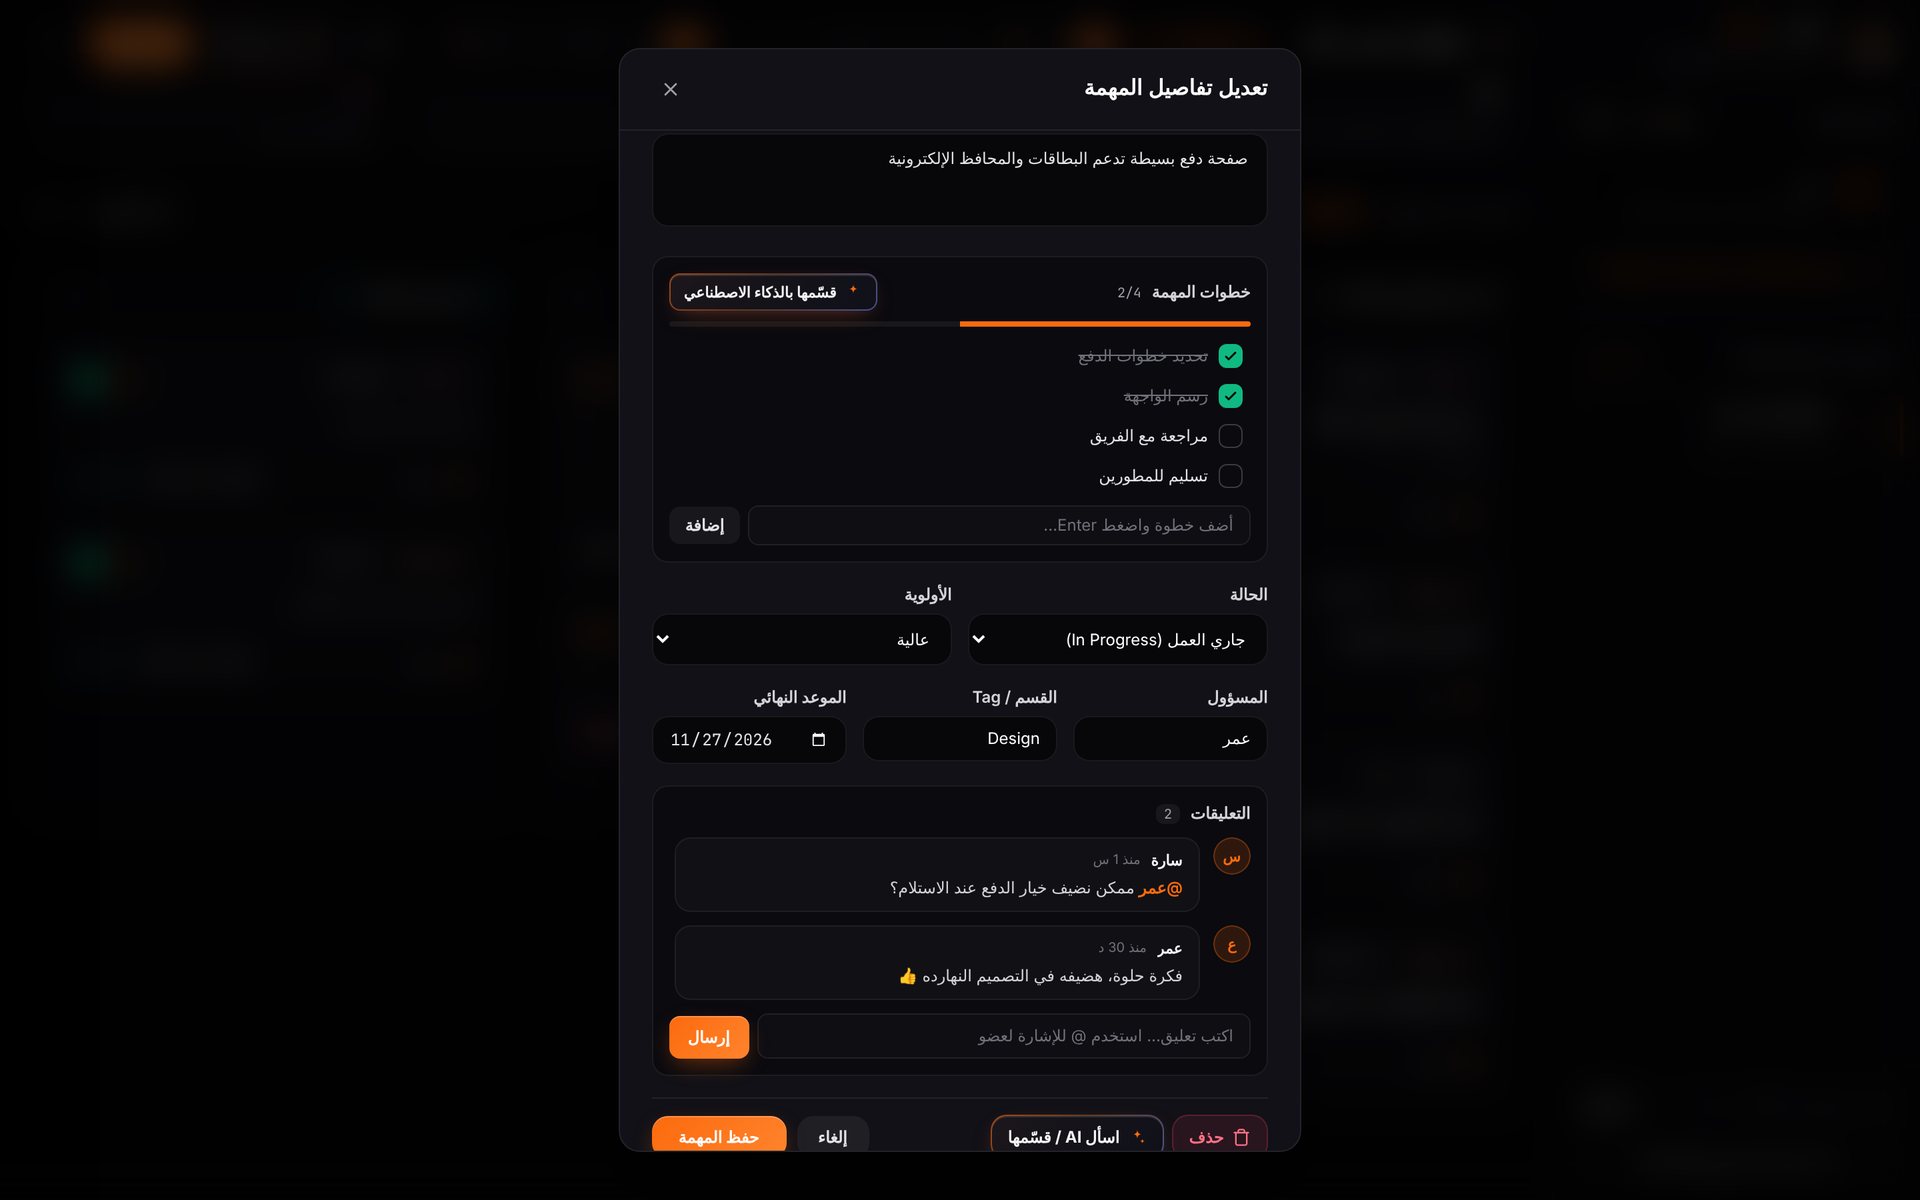 تعديل تفاصيل المهمة
صفحة دفع بسيطة تدعم البطاقات والمحافظ الإلكترونية
خطوات المهمة 2/4
قسّمها بالذكاء الاصطناعي
تحديد خطوات الدفع
رسم الواجهة
مراجعة مع الفريق
تسليم للمطورين
أضف خطوة واضغط Enter...
إضافة
الحالة
الأولوية
جاري العمل (In Progress)
عالية
المسؤول
القسم / Tag
الموعد النهائي
عمر
Design
11/27/2026
التعليقات 2
س
سارة منذ 1 س
@عمر ممكن نضيف خيار الدفع عند الاستلام؟
ع
عمر منذ 30 د
فكرة حلوة، هضيفه في التصميم النهارده 👍
اكتب تعليق... استخدم @ للإشارة لعضو
إرسال
حذف
اسأل AI / قسّمها
إلغاء
حفظ المهمة